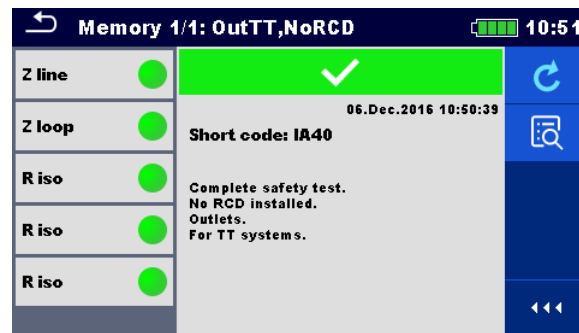 Memory 1/1: OutTT,NoRCD
10:51
Z line
Z loop
R iso
R iso
R iso
06.Dec.2016 10:50:39
Short code: IA40
Complete safety test.
No RCD installed.
Outlets.
For TT systems.